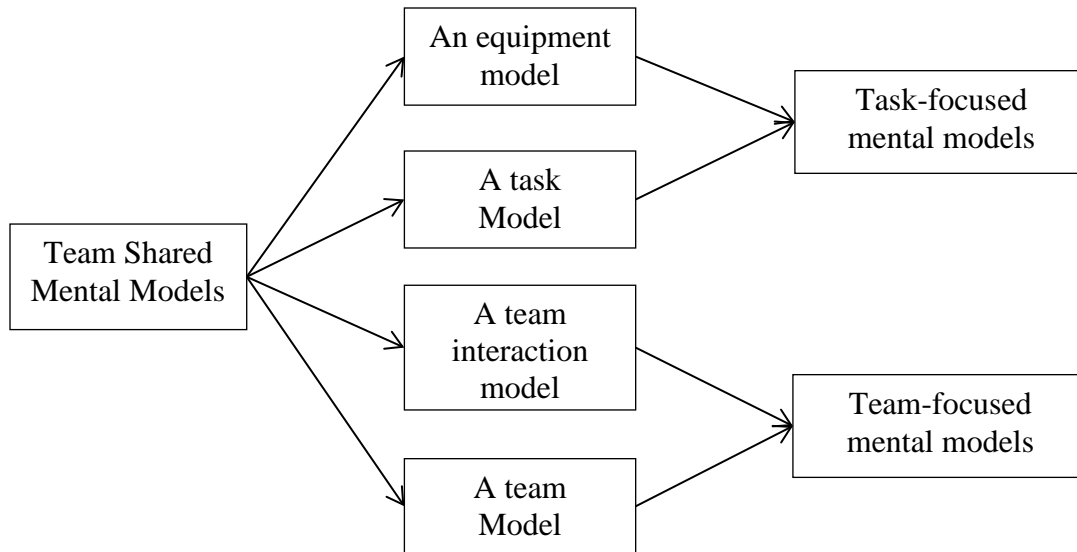 An equipment
model
Task-focused
mental models
A task
Model
Team Shared
Mental Models
A team
interaction
model
Team-focused
mental models
A team
Model